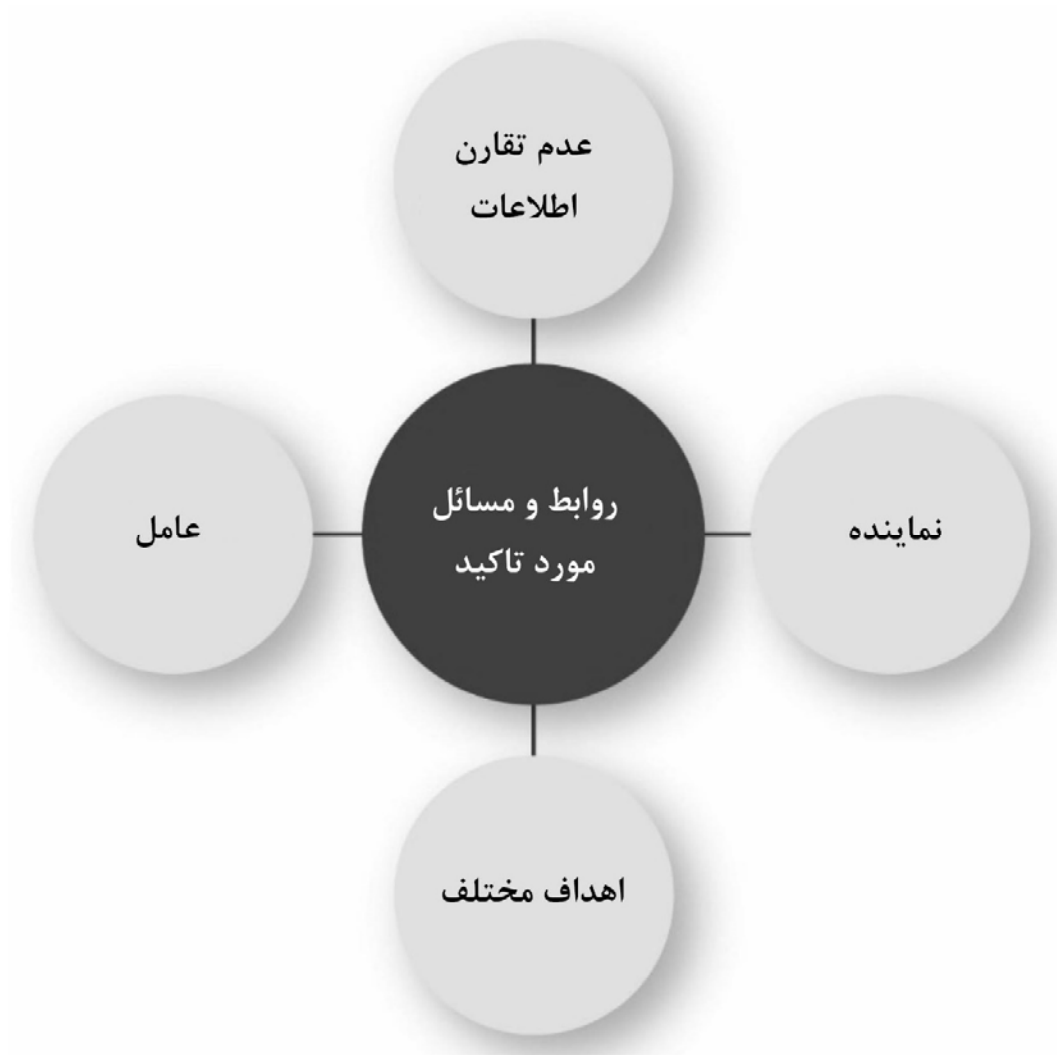 عدم تقارن
اطلاعات
نماینده
روابط و مسائل
مورد تاکید
عامل
اهداف مختلف